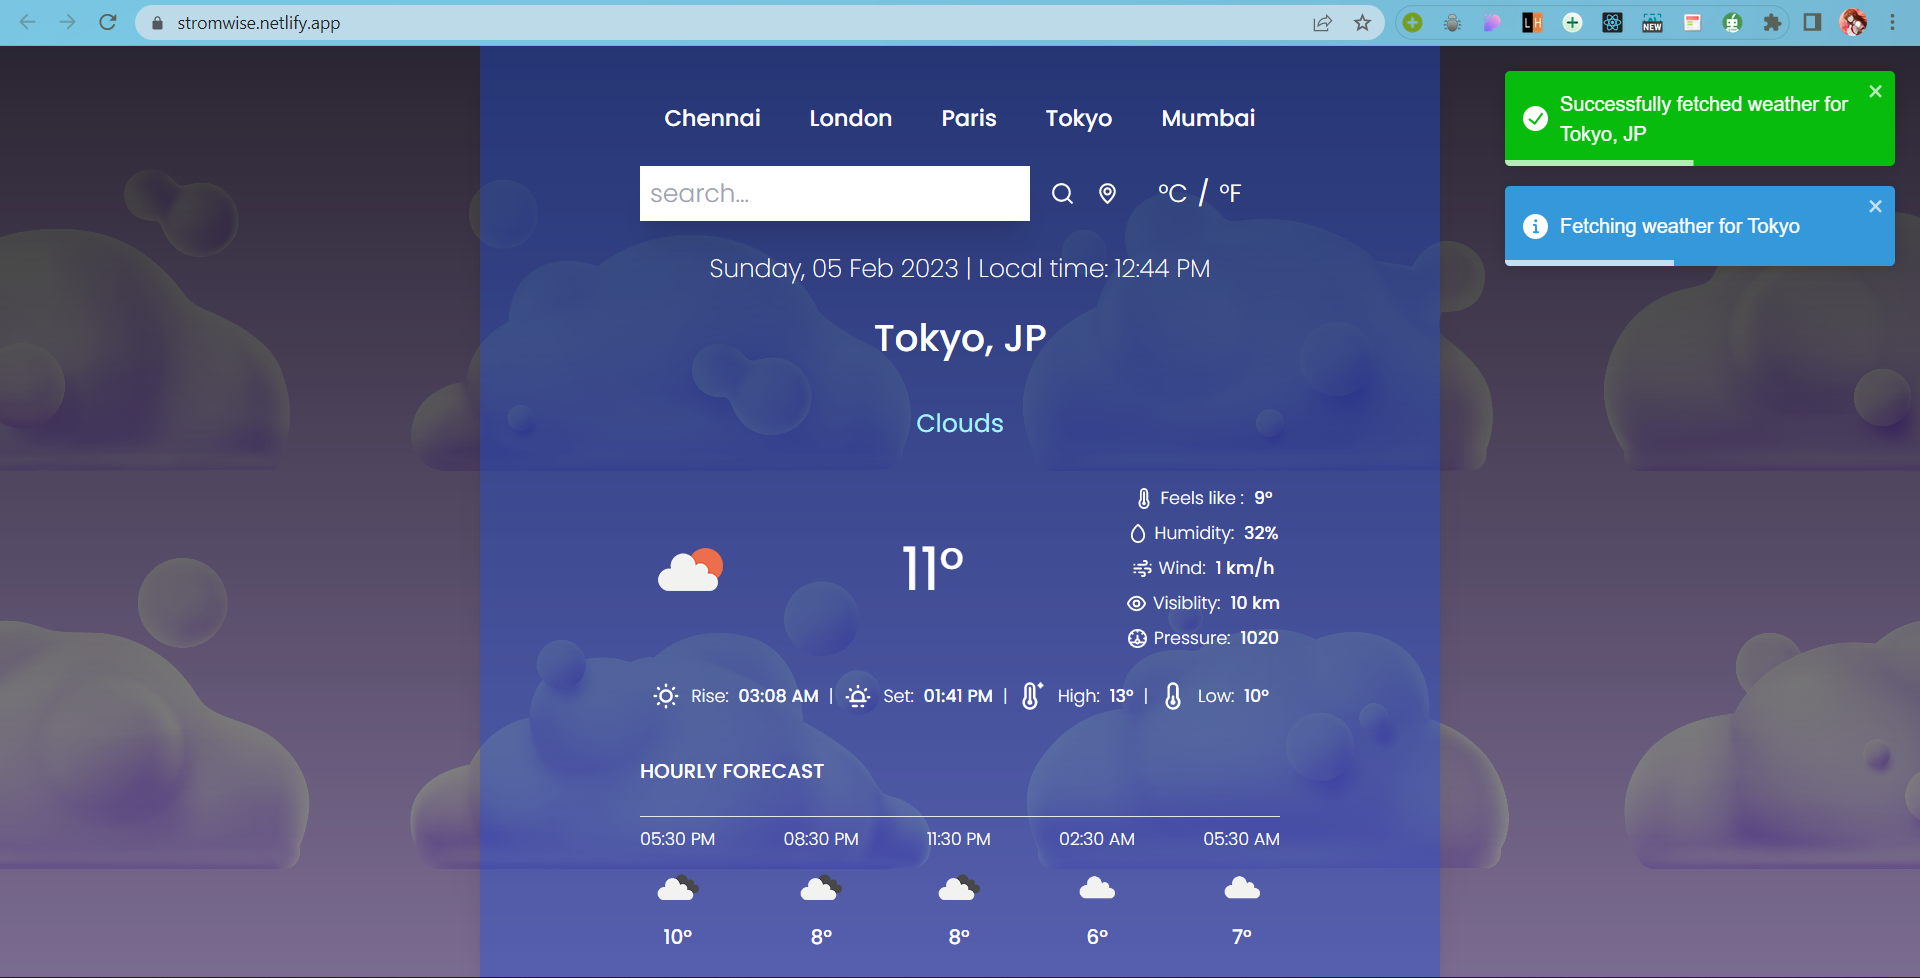 stromwise.netlify.app
L H
NEW
Successfully fetched weather for
Tokyo, JP
Fetching weather for Tokyo
Chennai London Paris Tokyo Mumbai
search...
°C / °F
Sunday, 05 Feb 2023 | Local time: 12:44 PM
Tokyo, JP
Clouds
11°
Feels like : 9°
Humidity: 32%
Wind: 1 km/h
Visiblity: 10 km
Pressure: 1020
Rise: 03:08 AM | Set: 01:41 PM | High: 13° | Low: 10°
HOURLY FORECAST
05:30 PM 08:30 PM 11:30 PM 02:30 AM 05:30 AM
10° 8° 8° 6° 7°